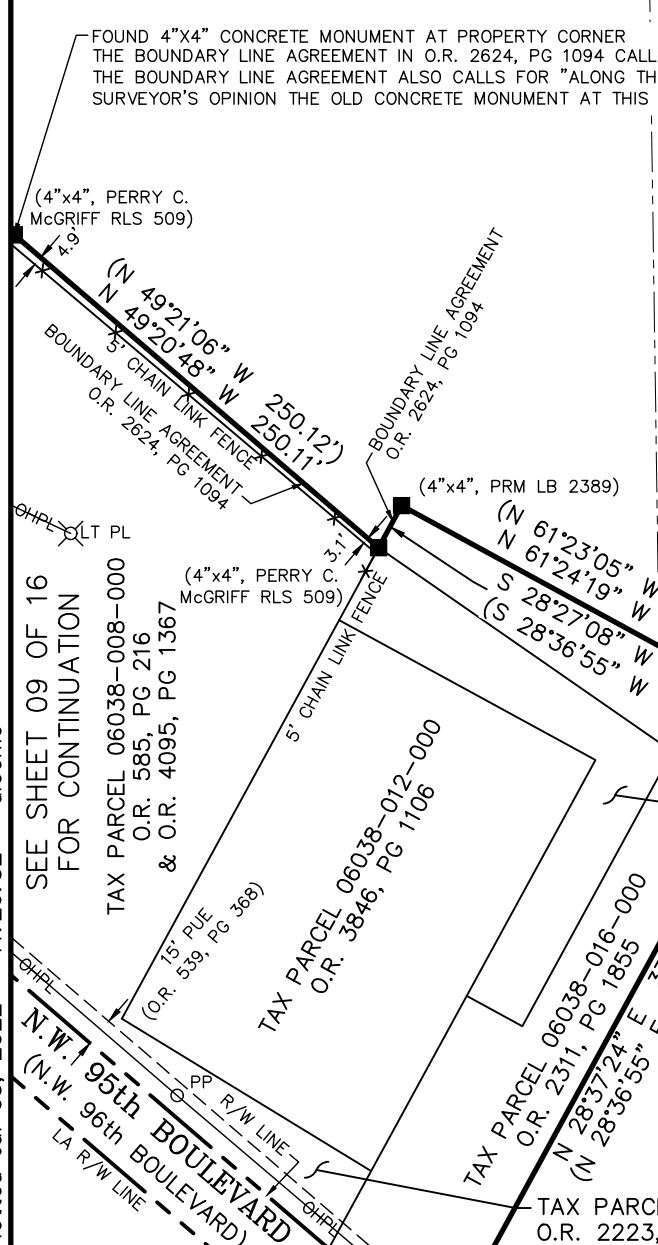 FOUND 4"X4" CONCRETE MONUMENT AT PROPERTY CORNER
THE BOUNDARY LINE AGREEMENT IN O.R. 2624, PG 1094 CALL
THE BOUNDARY LINE AGREEMENT ALSO CALLS FOR "ALONG TH
SURVEYOR'S OPINION THE OLD CONCRETE MONUMENT AT THIS
(4"x4", PERRY C.
McGRIFF RLS 509)
4.9'
(N 49°21'06" W 250.12')
N 49°20'48" W 250.11'
5' CHAIN LINK FENCE
BOUNDARY LINE AGREEMENT
O.R. 2624, PG 1094
BOUNDARY LINE AGREEMENT
O.R. 2624, PG 1094
(4"x4", PRM LB 2389)
(N 61°23'05" W
N 61°24'19" W
S 28°27'08" W
(S 28°36'55" W
3.1'
(4"x4", PERRY C.
McGRIFF RLS 509)
OHPL
LT PL
5' CHAIN LINK FENCE
SEE SHEET 09 OF 16
FOR CONTINUATION
TAX PARCEL 06038-008-000
O.R. 585, PG 216
& O.R. 4095, PG 1367
TAX PARCEL 06038-012-000
O.R. 3846, PG 1106
15' PUE
(O.R. 539, PG 368)
TAX PARCEL 06038-016-000
O.R. 2311, PG 1855
N 28°37'24" E
(N 28°36'55" E
OHPL
N.W. 95th BOULEVARD
(N.W. 96th BOULEVARD)
LA R/W LINE
PP
R/W LINE
OHPL
TAX PARCE
O.R. 2223,